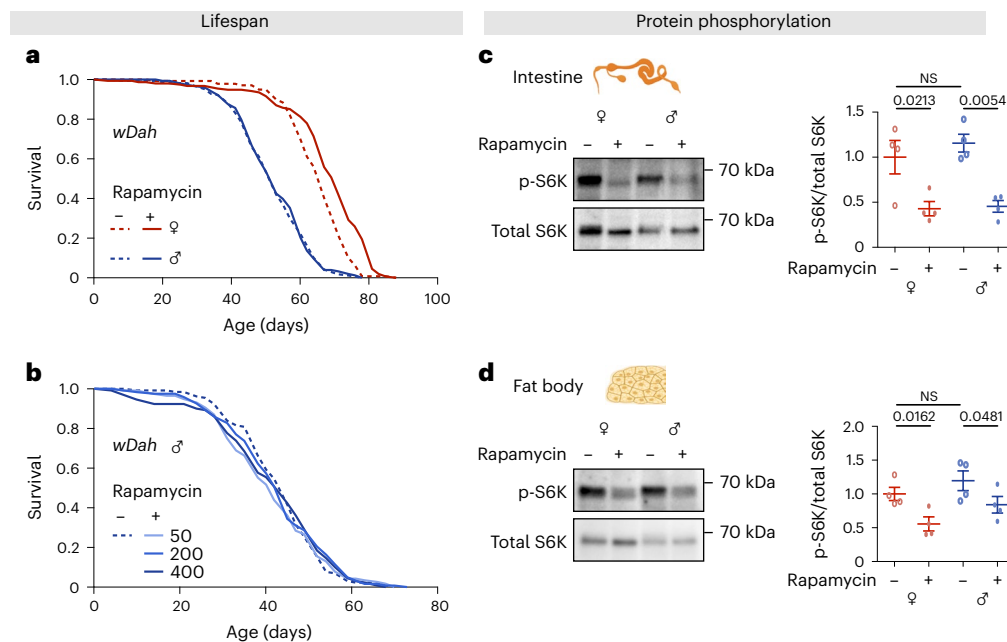 Lifespan
Protein phosphorylation
a
1.0
0.8
0.6
0.4
0.2
0
Survival
wDah
Rapamycin
– +
♀
♂
0 20 40 60 80 100
Age (days)
b
1.0
0.8
0.6
0.4
0.2
0
Survival
wDah ♂
Rapamycin
– +
50
200
400
0 20 40 60 80
Age (days)
c
Intestine
♀ ♂
Rapamycin – + – +
p-S6K
70 kDa
Total S6K
70 kDa
NS
0.0213 0.0054
1.5
1.0
0.5
0
p-S6K/total S6K
Rapamycin – + – +
♀ ♂
d
Fat body
♀ ♂
Rapamycin – + – +
p-S6K
70 kDa
Total S6K
70 kDa
NS
0.0162 0.0481
2.0
1.5
1.0
0.5
0
p-S6K/total S6K
Rapamycin – + – +
♀ ♂